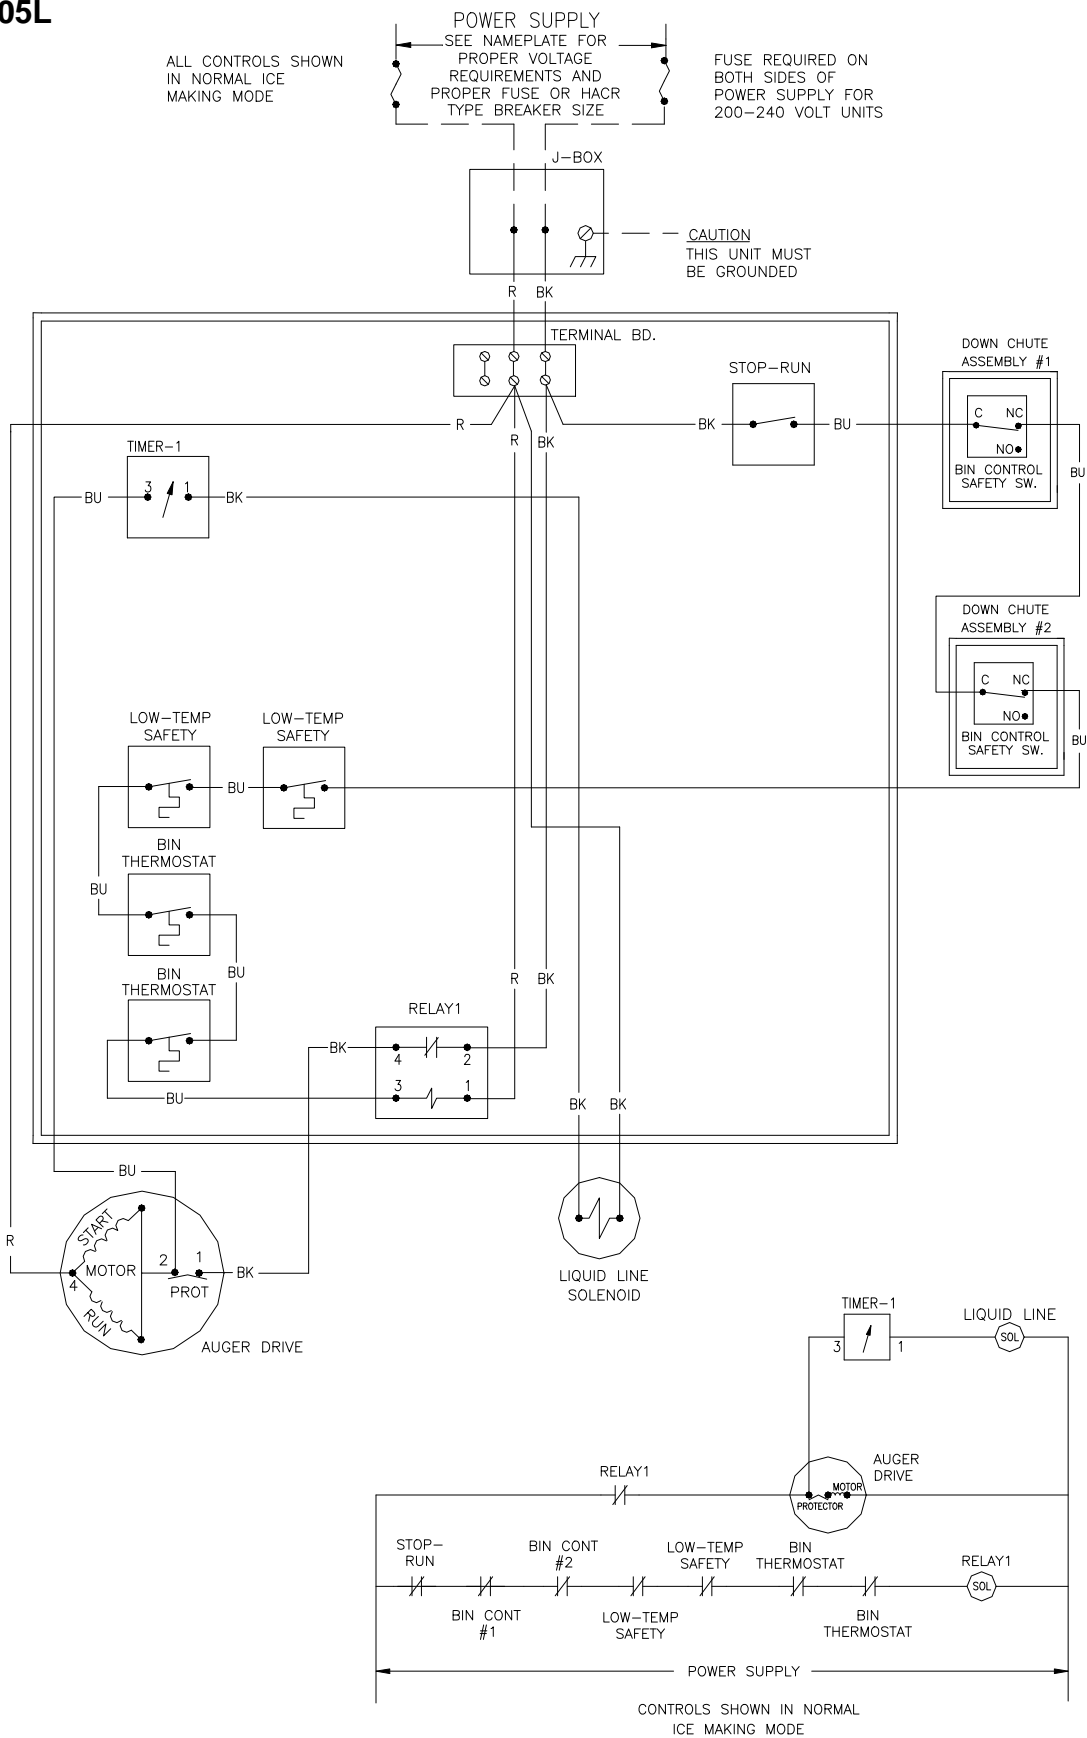 05L
POWER SUPPLY
SEE NAMEPLATE FOR
PROPER VOLTAGE
REQUIREMENTS AND
PROPER FUSE OR HACR
TYPE BREAKER SIZE
ALL CONTROLS SHOWN
IN NORMAL ICE
MAKING MODE
FUSE REQUIRED ON
BOTH SIDES OF
POWER SUPPLY FOR
200-240 VOLT UNITS
J-BOX
CAUTION
THIS UNIT MUST
BE GROUNDED
R BK
TERMINAL BD.
STOP-RUN
DOWN CHUTE
ASSEMBLY #1
C NC
NO
BIN CONTROL
SAFETY SW.
R
R BK
BK BU
BU
TIMER-1
BU 3 1 BK
DOWN CHUTE
ASSEMBLY #2
C NC
NO
BIN CONTROL
SAFETY SW.
BU
LOW-TEMP
SAFETY
LOW-TEMP
SAFETY
BU
BIN
THERMOSTAT
BU
BU
BIN
THERMOSTAT
R BK
RELAY1
BK 4 2
BU 3 1
BK BK
BU
R
START
MOTOR
RUN
4
2 1
PROT
BK
AUGER DRIVE
LIQUID LINE
SOLENOID
TIMER-1
3 1
LIQUID LINE
SOL
RELAY1
AUGER
DRIVE
MOTOR
PROTECTOR
STOP-
RUN
BIN CONT
#1
BIN CONT
#2
LOW-TEMP
SAFETY
LOW-TEMP
SAFETY
BIN
THERMOSTAT
BIN
THERMOSTAT
RELAY1
SOL
POWER SUPPLY
CONTROLS SHOWN IN NORMAL
ICE MAKING MODE